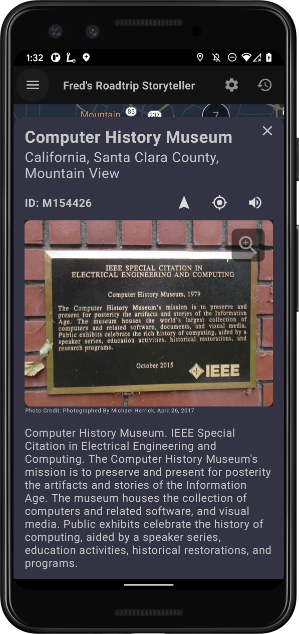 1:32
Fred's Roadtrip Storyteller
Mountain
85
Computer History Museum
California, Santa Clara County,
Mountain View
ID: M154426
IEEE SPECIAL CITATION IN
ELECTRICAL ENGINEERING AND COMPUTING
Computer History Museum, 1979
The Computer History Museum's mission is to preserve and
present for posterity the artifacts and stories of the Information
Age. The museum houses the world's largest collection of
computers and related software, documents, and visual media.
Public exhibits celebrate the rich history of computing, aided by a
speaker series, education activities, historical restorations, and
research programs.
October 2015
IEEE
Photo Credit: Photographed By Michael Herrick, April 26, 2017
Computer History Museum. IEEE Special
Citation in Electrical Engineering and
Computing. The Computer History Museum's
mission is to preserve and present for posterity
the artifacts and stories of the Information
Age. The museum houses the collection of
computers and related software, and visual
media. Public exhibits celebrate the history of
computing, aided by a speaker series,
education activities, historical restorations, and
programs.